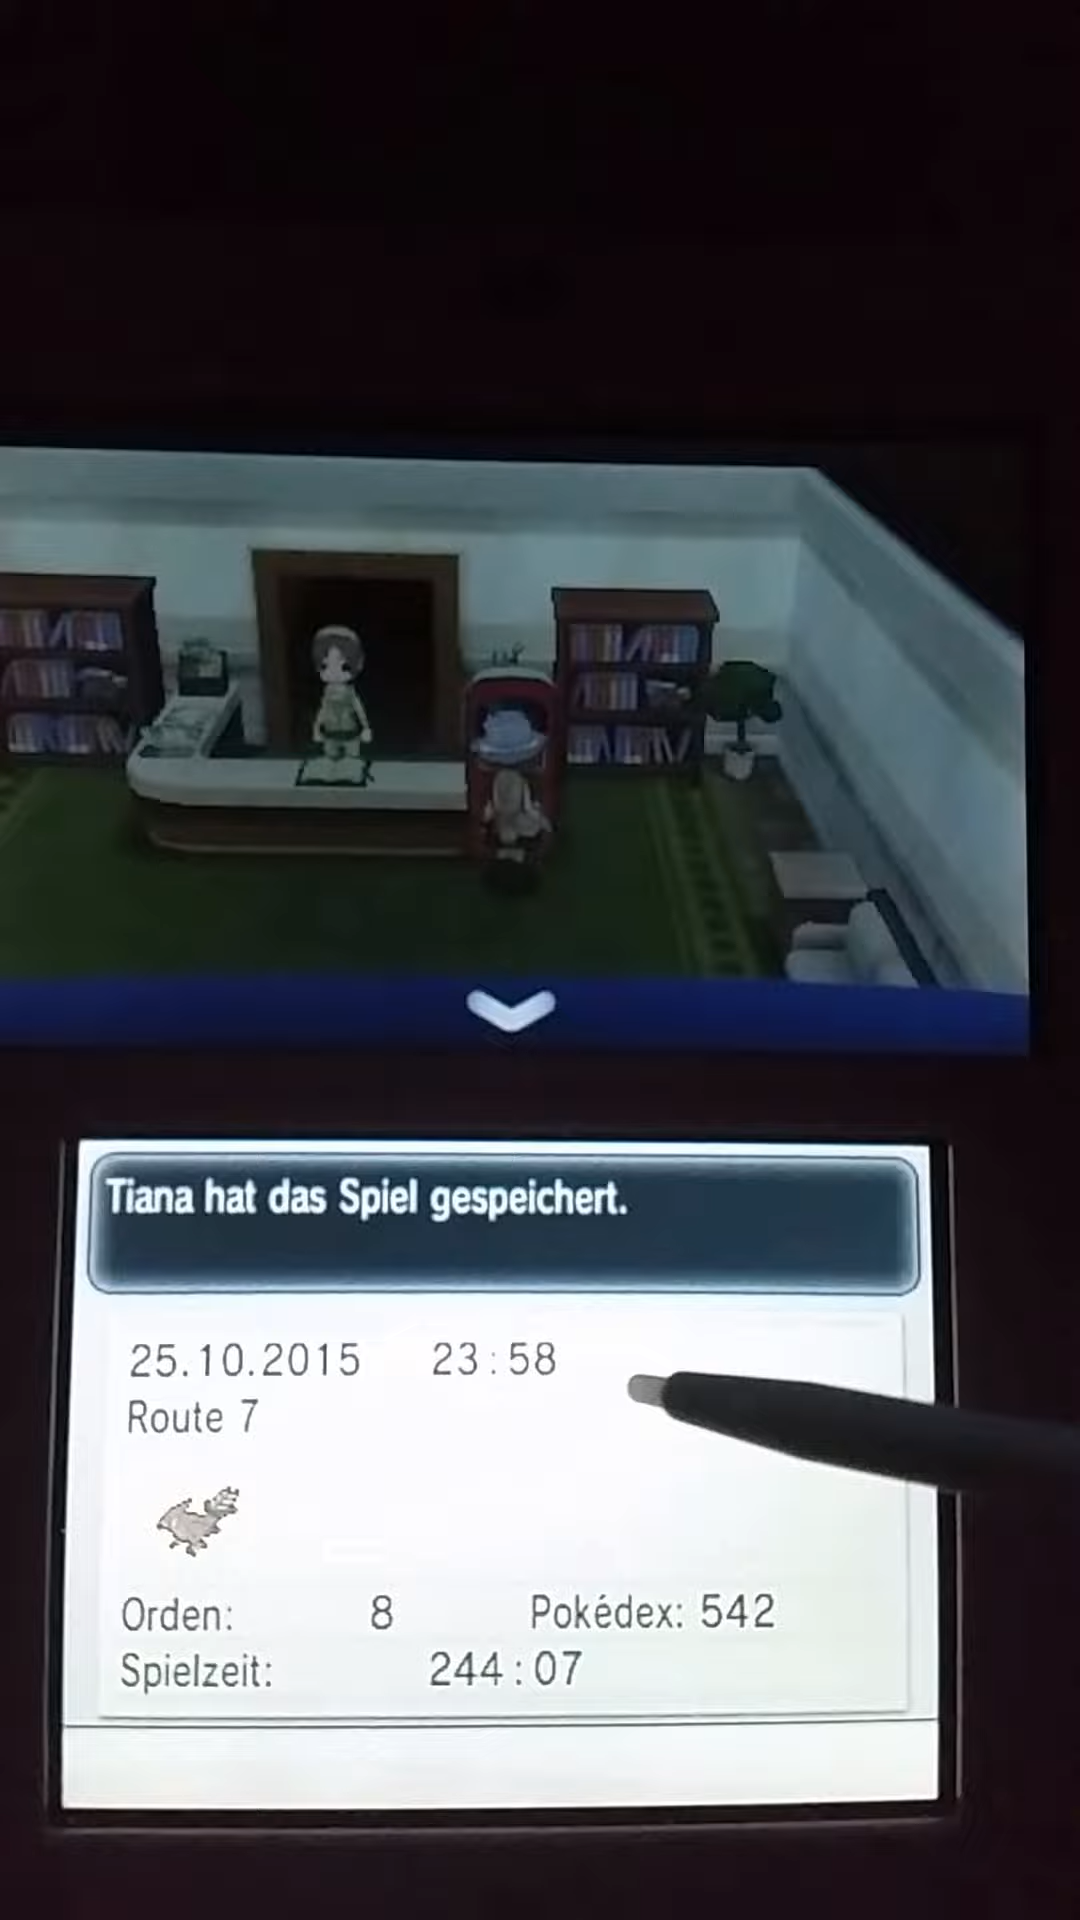 Tiana hat das Spiel gespeichert.
25.10.2015 23:58
Route 7
Orden: 8 Pokédex: 542
Spielzeit: 244:07